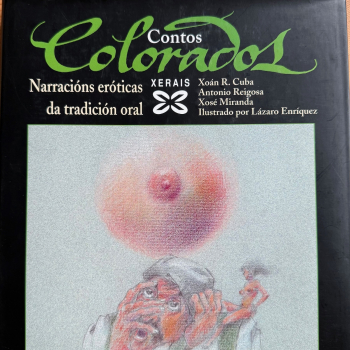 Contos
Colorados
Narracións eróticas
da tradición oral
XERAIS
Xoán R. Cuba
Antonio Reigosa
Xosé Miranda
Ilustrado por Lázaro Enríquez